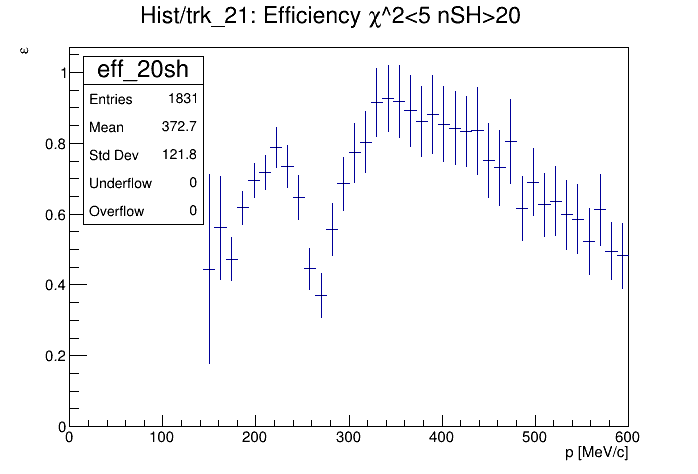 Hist/trk_21: Efficiency χ^2<5 nSH>20
ε
eff_20sh
Entries 1831
Mean 372.7
Std Dev 121.8
Underflow 0
Overflow 0
1
0.8
0.6
0.4
0.2
0
0 100 200 300 400 500 600
p [MeV/c]